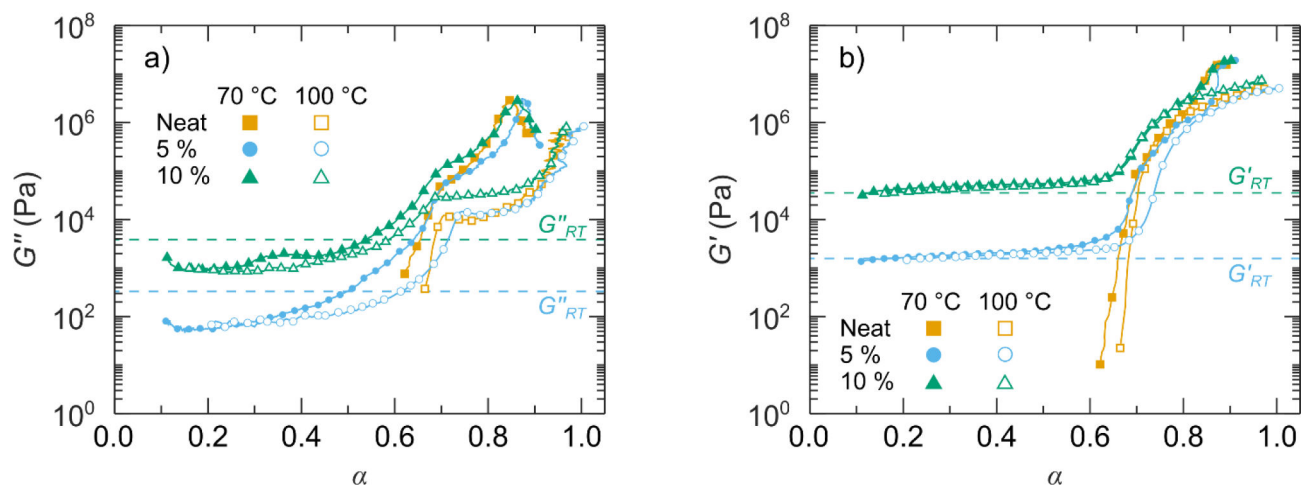 a)
70 °C 100 °C
Neat
5 %
10 %
G″RT
G″RT
G″ (Pa)
10⁸
10⁶
10⁴
10²
10⁰
0.0 0.2 0.4 0.6 0.8 1.0
α
b)
G′RT
G′RT
70 °C 100 °C
Neat
5 %
10 %
G′ (Pa)
10⁸
10⁶
10⁴
10²
10⁰
0.0 0.2 0.4 0.6 0.8 1.0
α